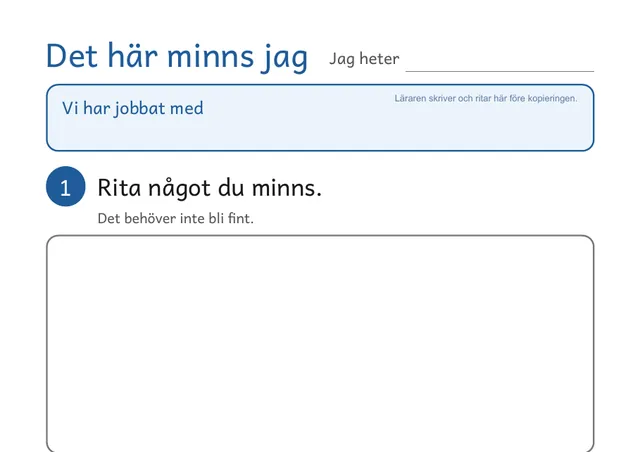 Det här minns jag
Jag heter
Vi har jobbat med
Läraren skriver och ritar här före kopieringen.
1
Rita något du minns.
Det behöver inte bli fint.